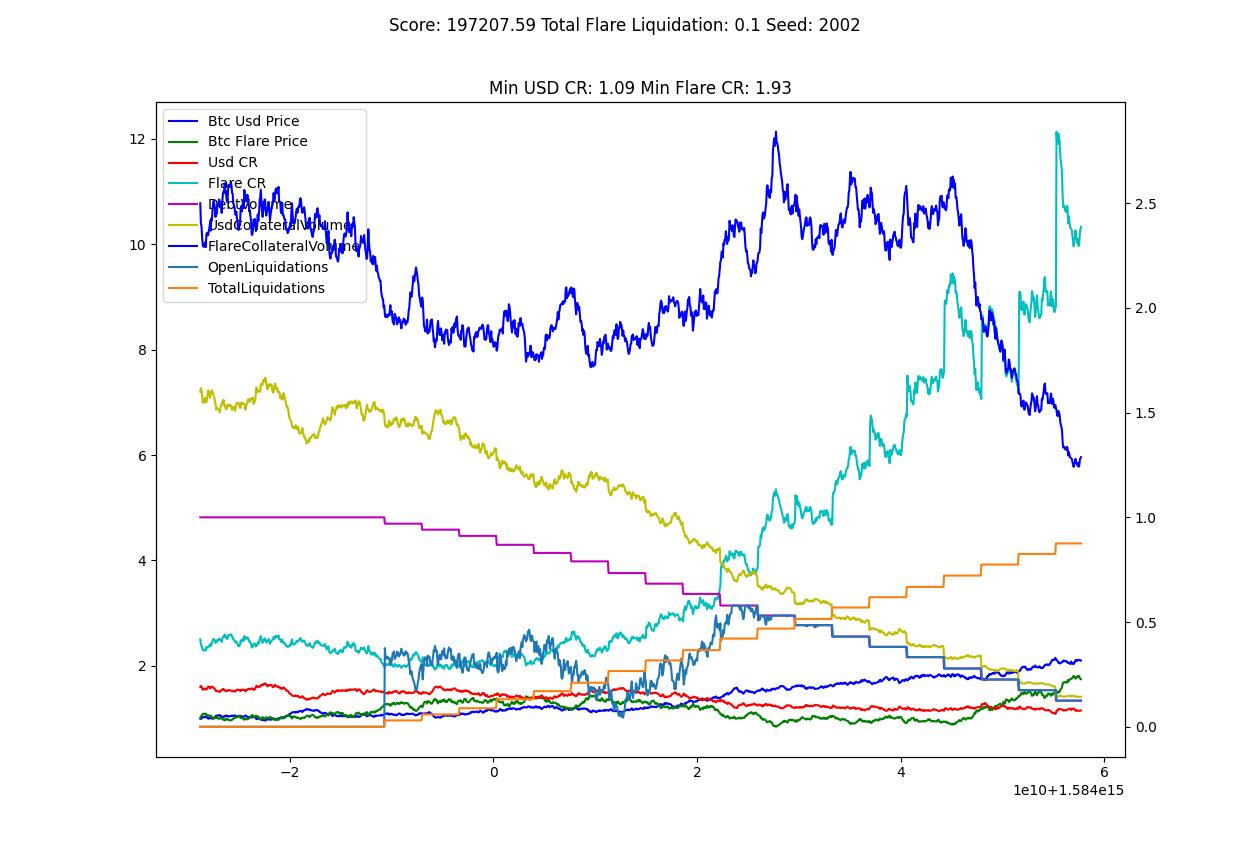 Score: 197207.59 Total Flare Liquidation: 0.1 Seed: 2002
Min USD CR: 1.09 Min Flare CR: 1.93
Btc Usd Price
Btc Flare Price
Usd CR
Flare CR
DebtVolume
UsdCollateralVolume
FlareCollateralVolume
OpenLiquidations
TotalLiquidations
12
10
8
6
4
2
2.5
2.0
1.5
1.0
0.5
0.0
−2
0
2
4
6
1e10+1.584e15